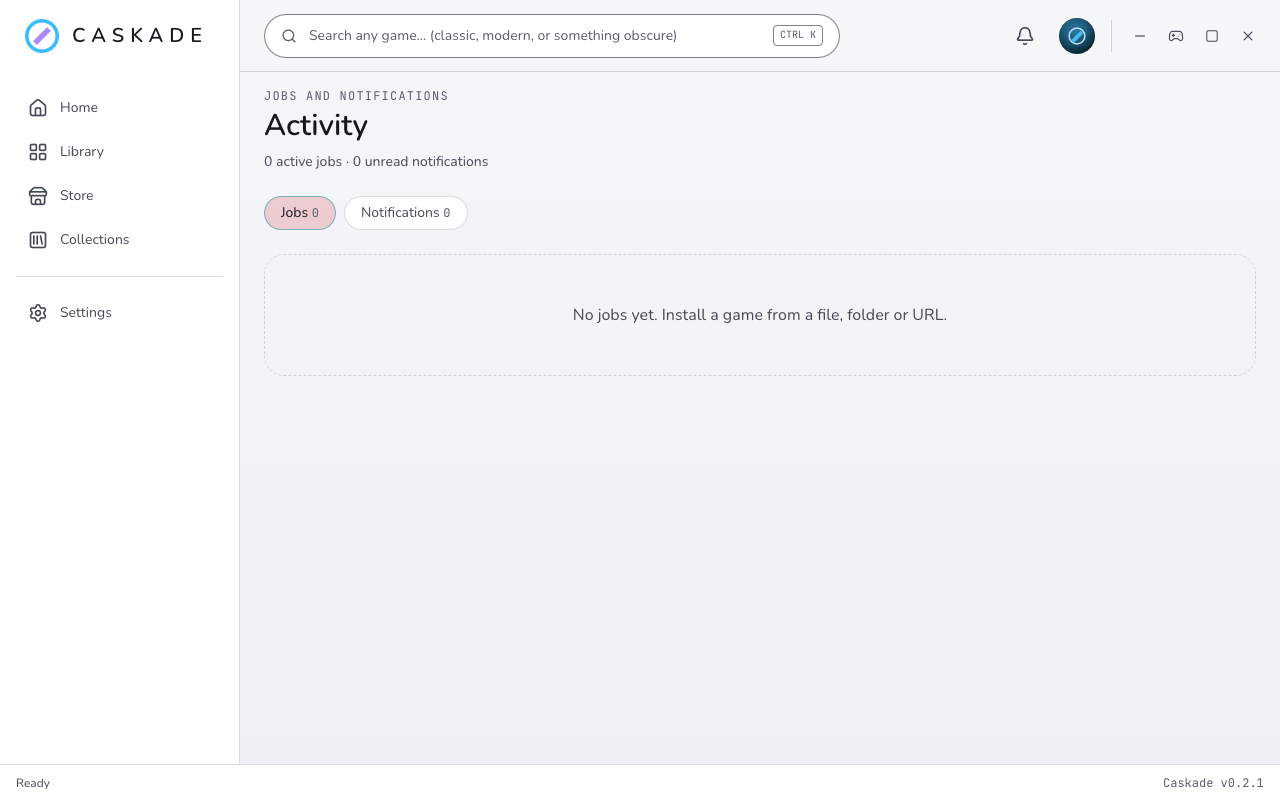 CASKADE
Search any game... (classic, modern, or something obscure)
CTRL K
Home
Library
Store
Collections
Settings
JOBS AND NOTIFICATIONS
Activity
0 active jobs · 0 unread notifications
Jobs 0
Notifications 0
No jobs yet. Install a game from a file, folder or URL.
Ready
Caskade v0.2.1